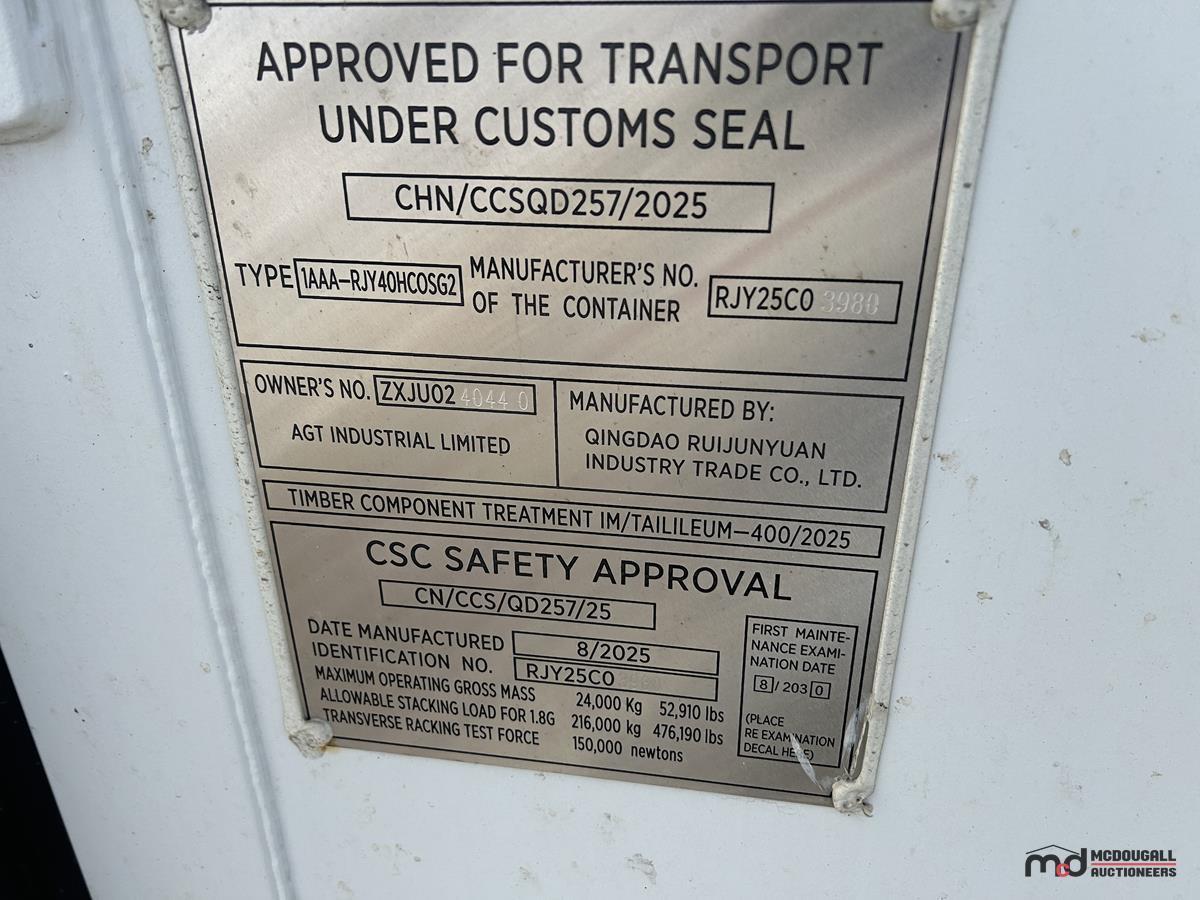 APPROVED FOR TRANSPORT
UNDER CUSTOMS SEAL
CHN/CCSQD257/2025
TYPE 1AAA-RJY40HCOSG2
MANUFACTURER'S NO.
OF THE CONTAINER
RJY25C0 3980
OWNER'S NO. ZXJU02 4044 0
AGT INDUSTRIAL LIMITED
MANUFACTURED BY:
QINGDAO RUIJUNYUAN
INDUSTRY TRADE CO., LTD.
TIMBER COMPONENT TREATMENT IM/TAILILEUM-400/2025
CSC SAFETY APPROVAL
CN/CCS/QD257/25
DATE MANUFACTURED 8/2025
IDENTIFICATION NO. RJY25C0
MAXIMUM OPERATING GROSS MASS 24,000 Kg 52,910 lbs
ALLOWABLE STACKING LOAD FOR 1.8G 216,000 kg 476,190 lbs
TRANSVERSE RACKING TEST FORCE 150,000 newtons
FIRST MAINTE-
NANCE EXAMI-
NATION DATE
8/2030
(PLACE
RE EXAMINATION
DECAL HERE)
mcd MCDOUGALL
AUCTIONEERS